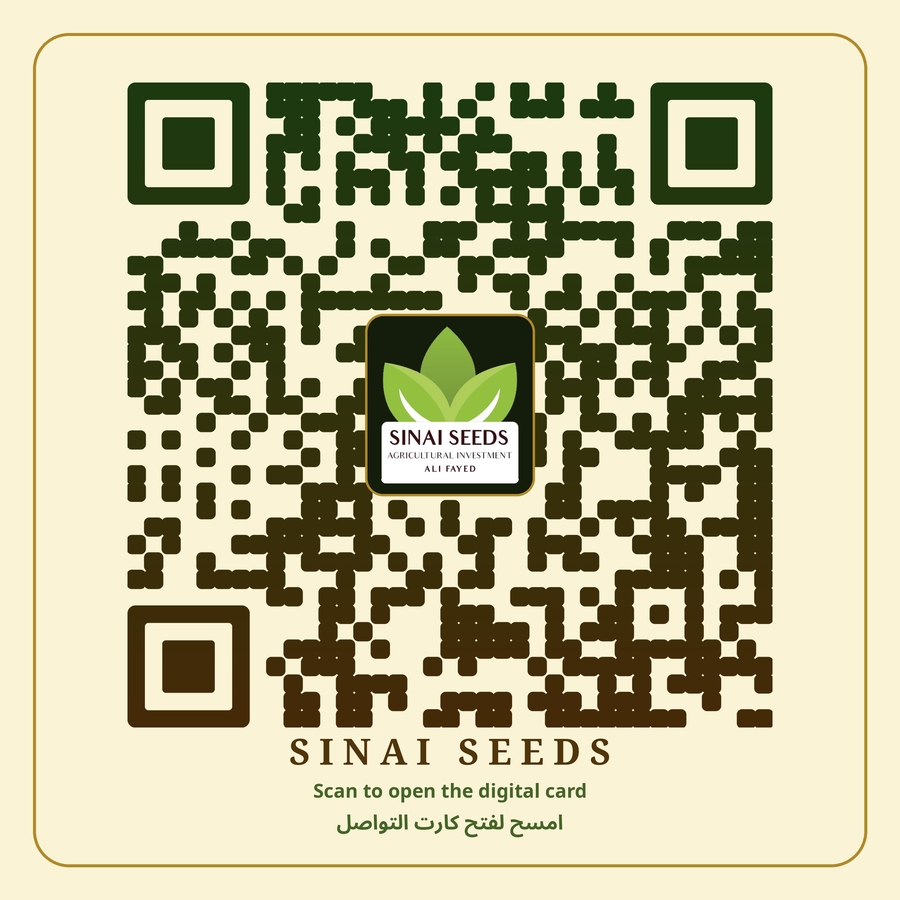 SINAI SEEDS
AGRICULTURAL INVESTMENT
ALI FAYED
SINAI SEEDS
Scan to open the digital card
امسح لفتح كارت التواصل